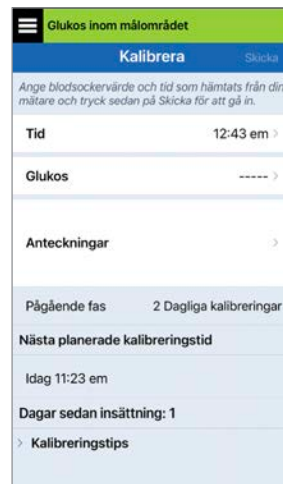 Glukos inom målområdet
Kalibrera Skicka
Ange blodsockervärde och tid som hämtats från din
mätare och tryck sedan på Skicka för att gå in.
Tid 12:43 em >
Glukos ----- >
Anteckningar >
Pågående fas 2 Dagliga kalibreringar
Nästa planerade kalibreringstid
Idag 11:23 em
Dagar sedan insättning: 1
> Kalibreringstips